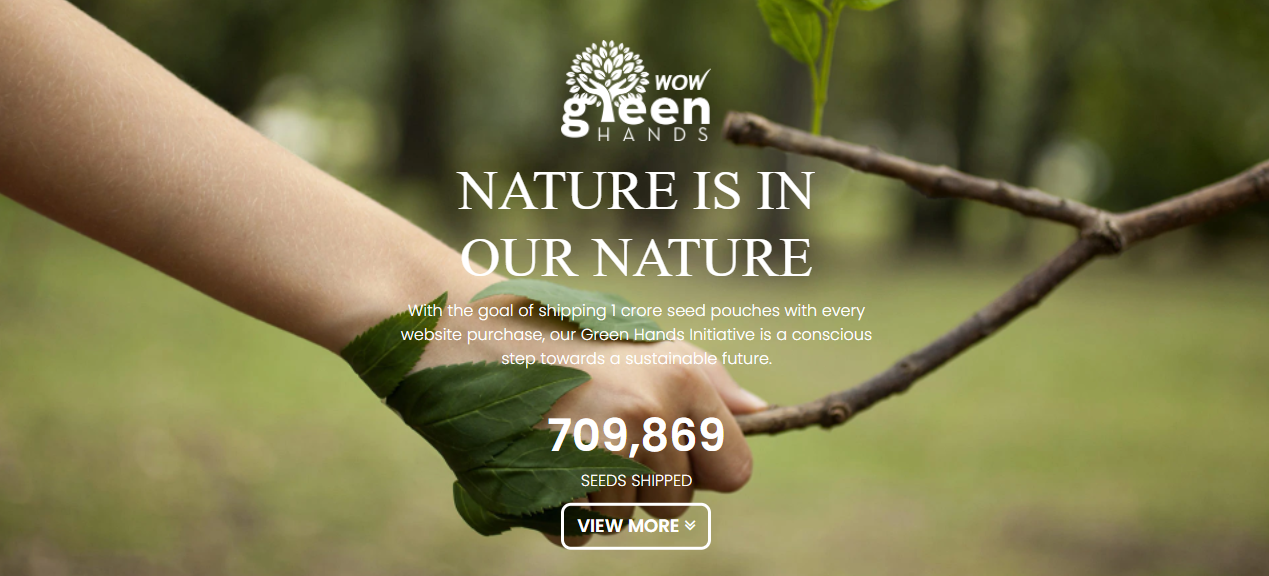 WOW
green
HANDS
NATURE IS IN
OUR NATURE
With the goal of shipping 1 crore seed pouches with every
website purchase, our Green Hands Initiative is a conscious
step towards a sustainable future.
709,869
SEEDS SHIPPED
VIEW MORE